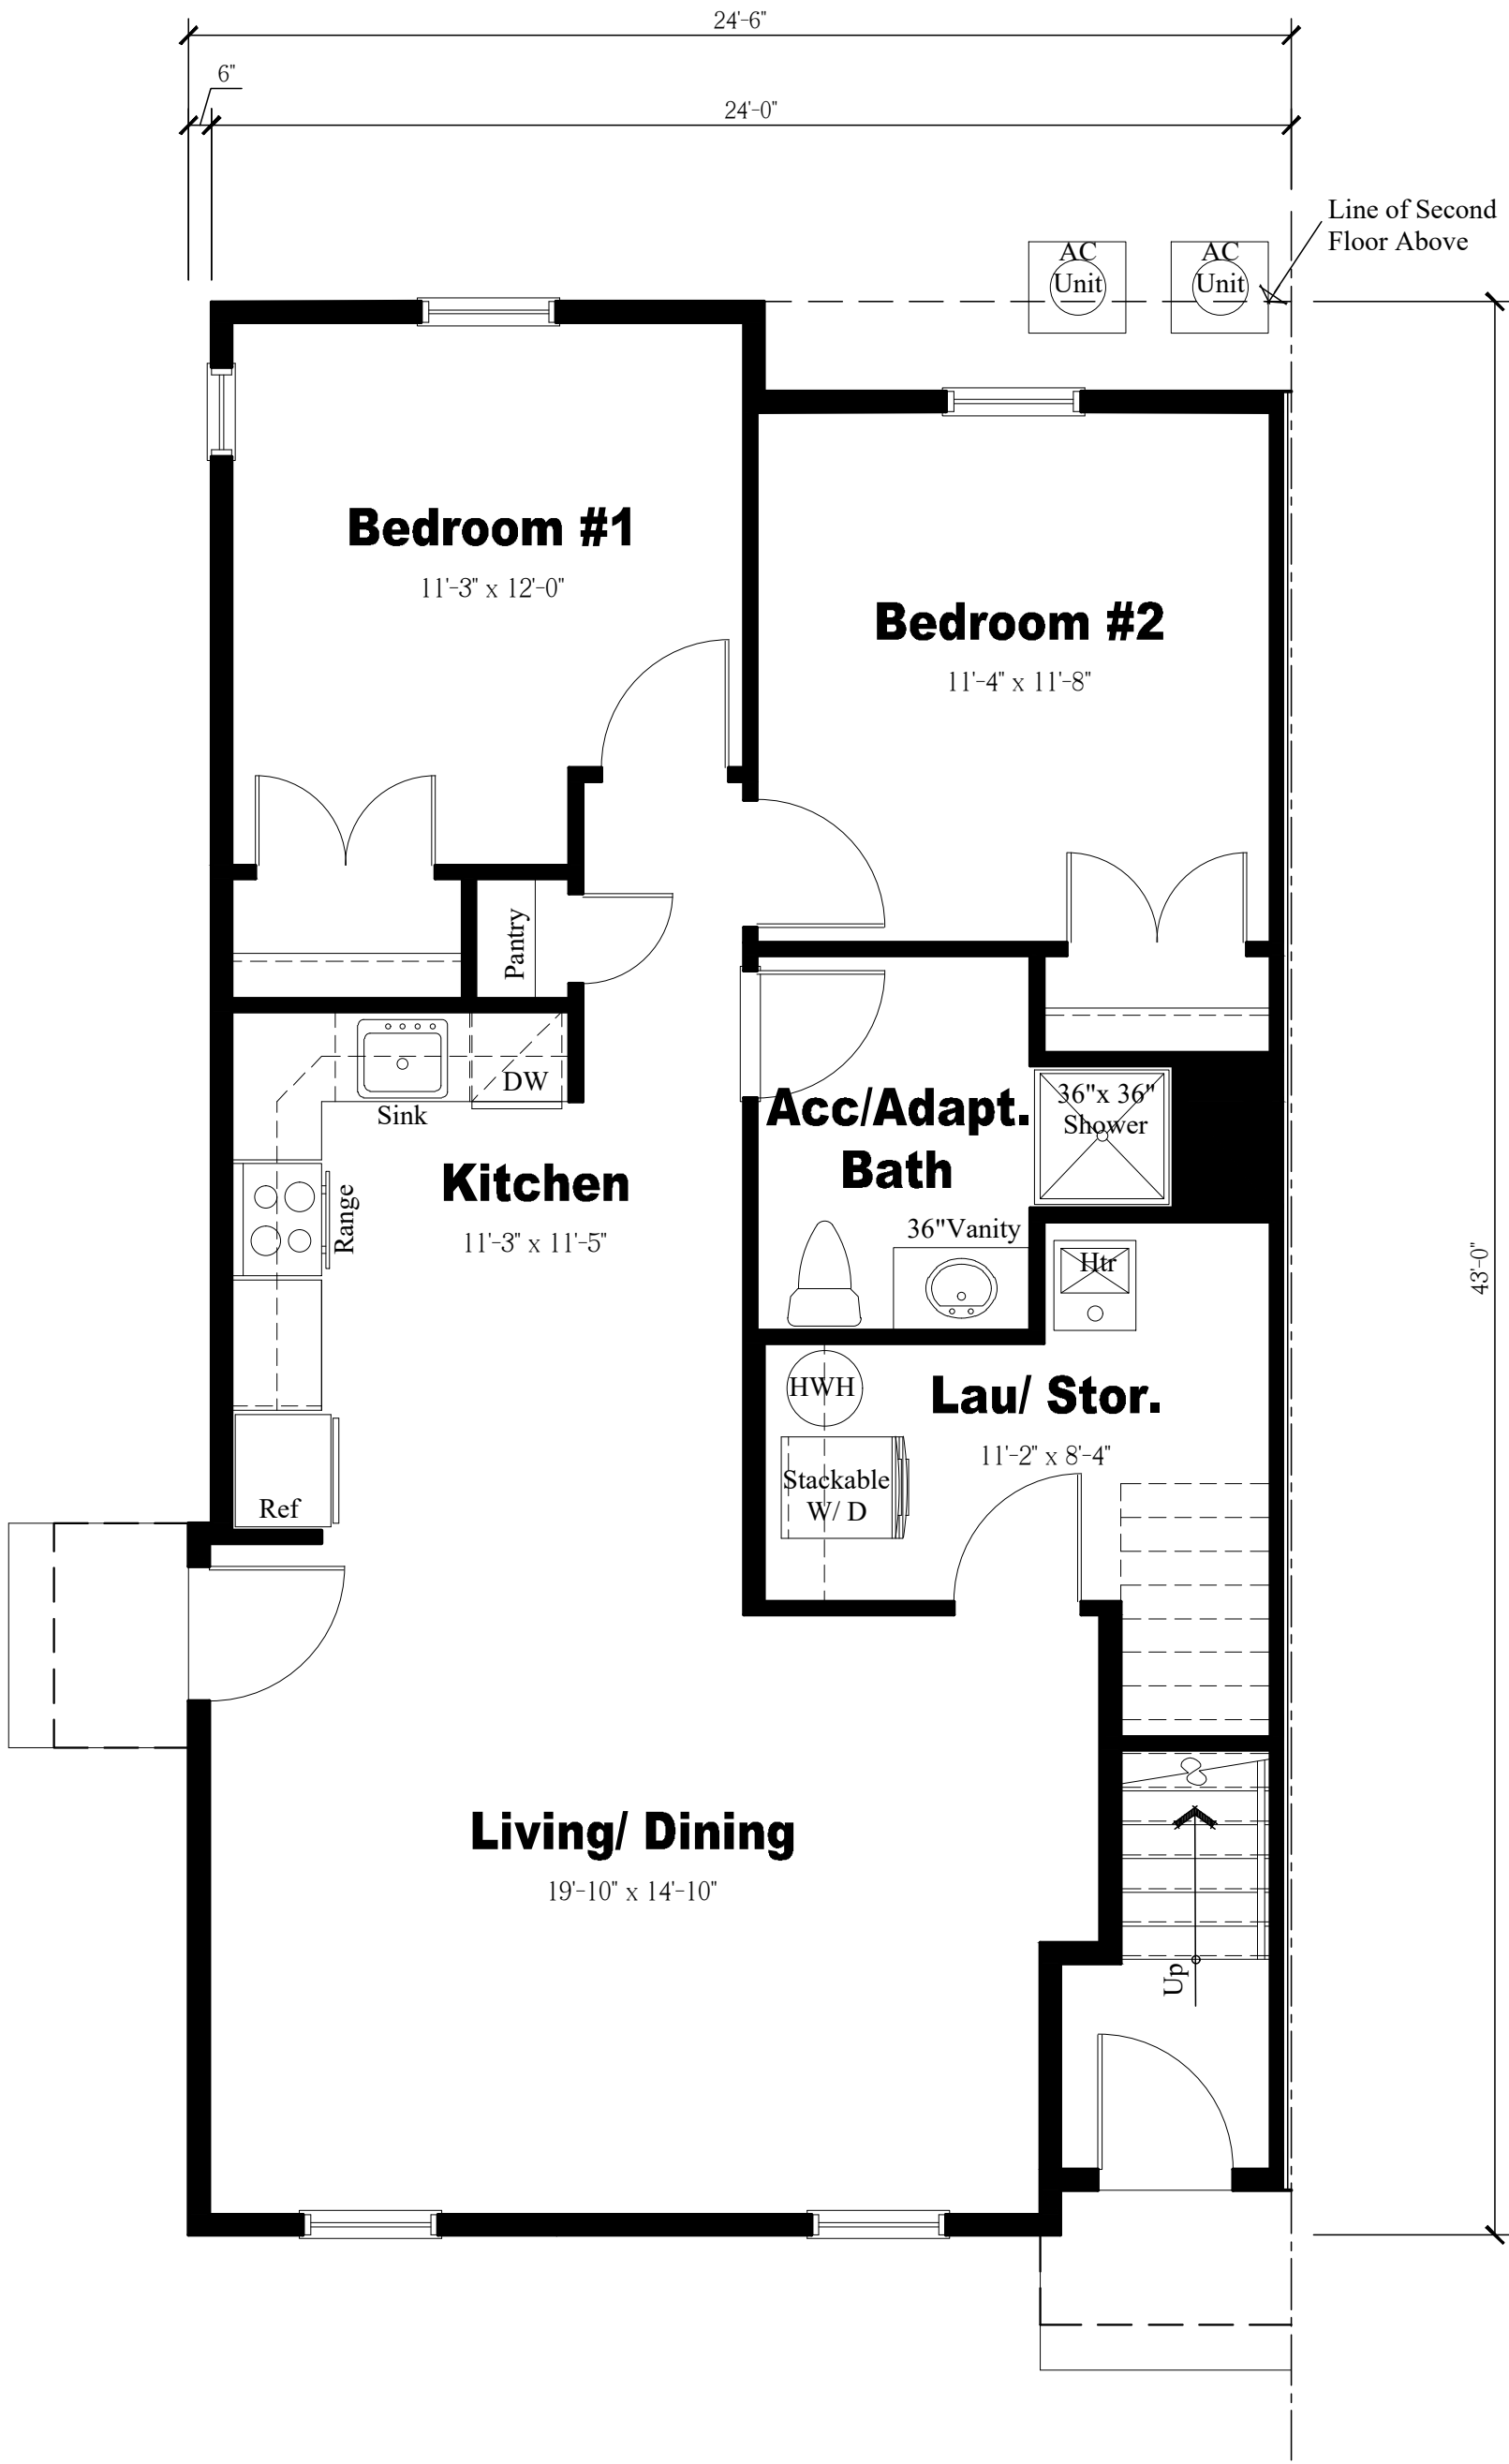 24'-6"
6"
24'-0"
Line of Second
Floor Above
AC
Unit
AC
Unit
Bedroom #1
11'-3" x 12'-0"
Bedroom #2
11'-4" x 11'-8"
Pantry
DW
Sink
36"x 36"
Shower
Acc/Adapt.
Bath
Kitchen
11'-3" x 11'-5"
Range
36"Vanity
Htr
43'-0"
HWH
Lau/ Stor.
11'-2" x 8'-4"
Stackable
W/ D
Ref
Living/ Dining
19'-10" x 14'-10"
Up